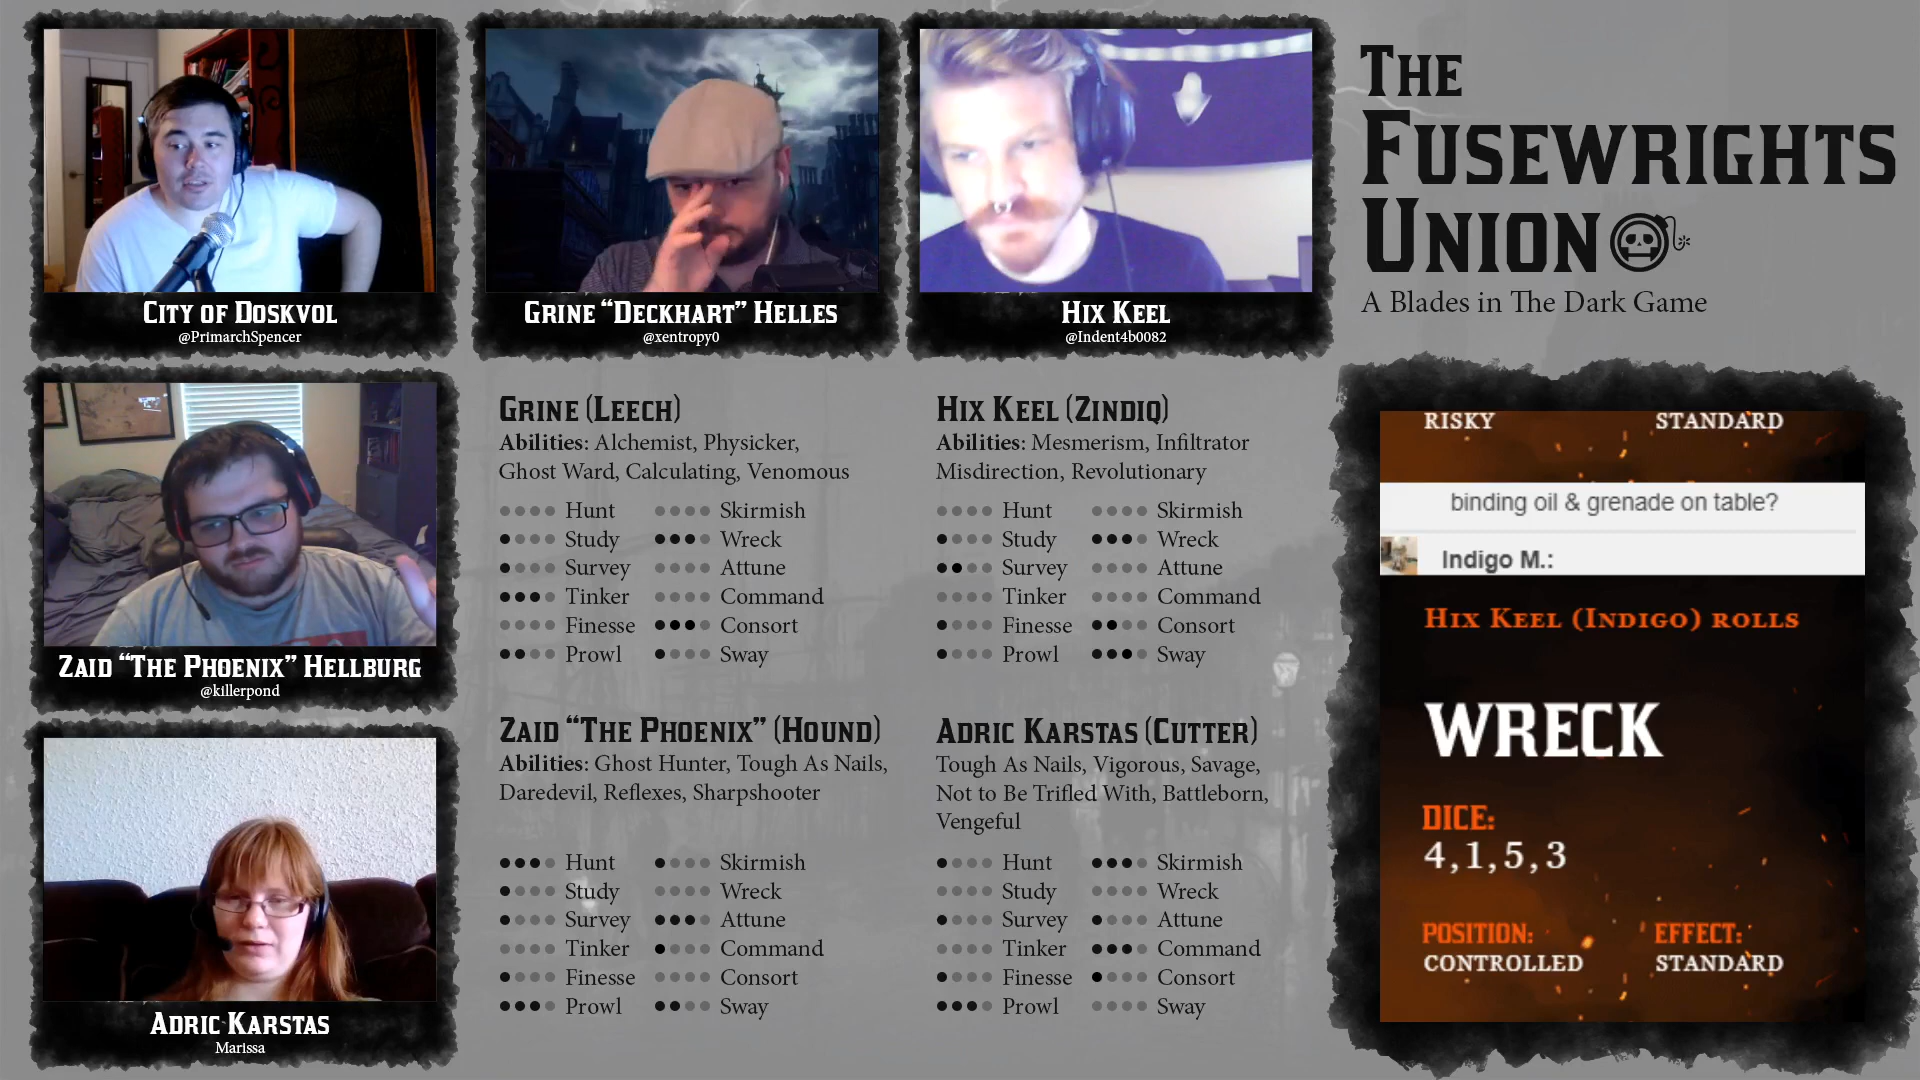 The
Fusewrights
Union
A Blades in The Dark Game
City of Doskvol
@PrimarchSpencer
Grine “Deckhart” Helles
@xentropy0
Hix Keel
@Indent4b0082
Zaid “The Phoenix” Hellburg
@killerpond
Adric Karstas
Marissa
Grine (Leech)
Abilities: Alchemist, Physicker,
Ghost Ward, Calculating, Venomous
Hunt Skirmish
Study Wreck
Survey Attune
Tinker Command
Finesse Consort
Prowl Sway
Hix Keel (Zindiq)
Abilities: Mesmerism, Infiltrator
Misdirection, Revolutionary
Hunt Skirmish
Study Wreck
Survey Attune
Tinker Command
Finesse Consort
Prowl Sway
Zaid “The Phoenix” (Hound)
Abilities: Ghost Hunter, Tough As Nails,
Daredevil, Reflexes, Sharpshooter
Hunt Skirmish
Study Wreck
Survey Attune
Tinker Command
Finesse Consort
Prowl Sway
Adric Karstas (Cutter)
Tough As Nails, Vigorous, Savage,
Not to Be Trifled With, Battleborn,
Vengeful
Hunt Skirmish
Study Wreck
Survey Attune
Tinker Command
Finesse Consort
Prowl Sway
RISKY STANDARD
binding oil & grenade on table?
Indigo M.:
Hix Keel (Indigo) rolls
WRECK
DICE:
4,1,5,3
POSITION: EFFECT:
CONTROLLED STANDARD